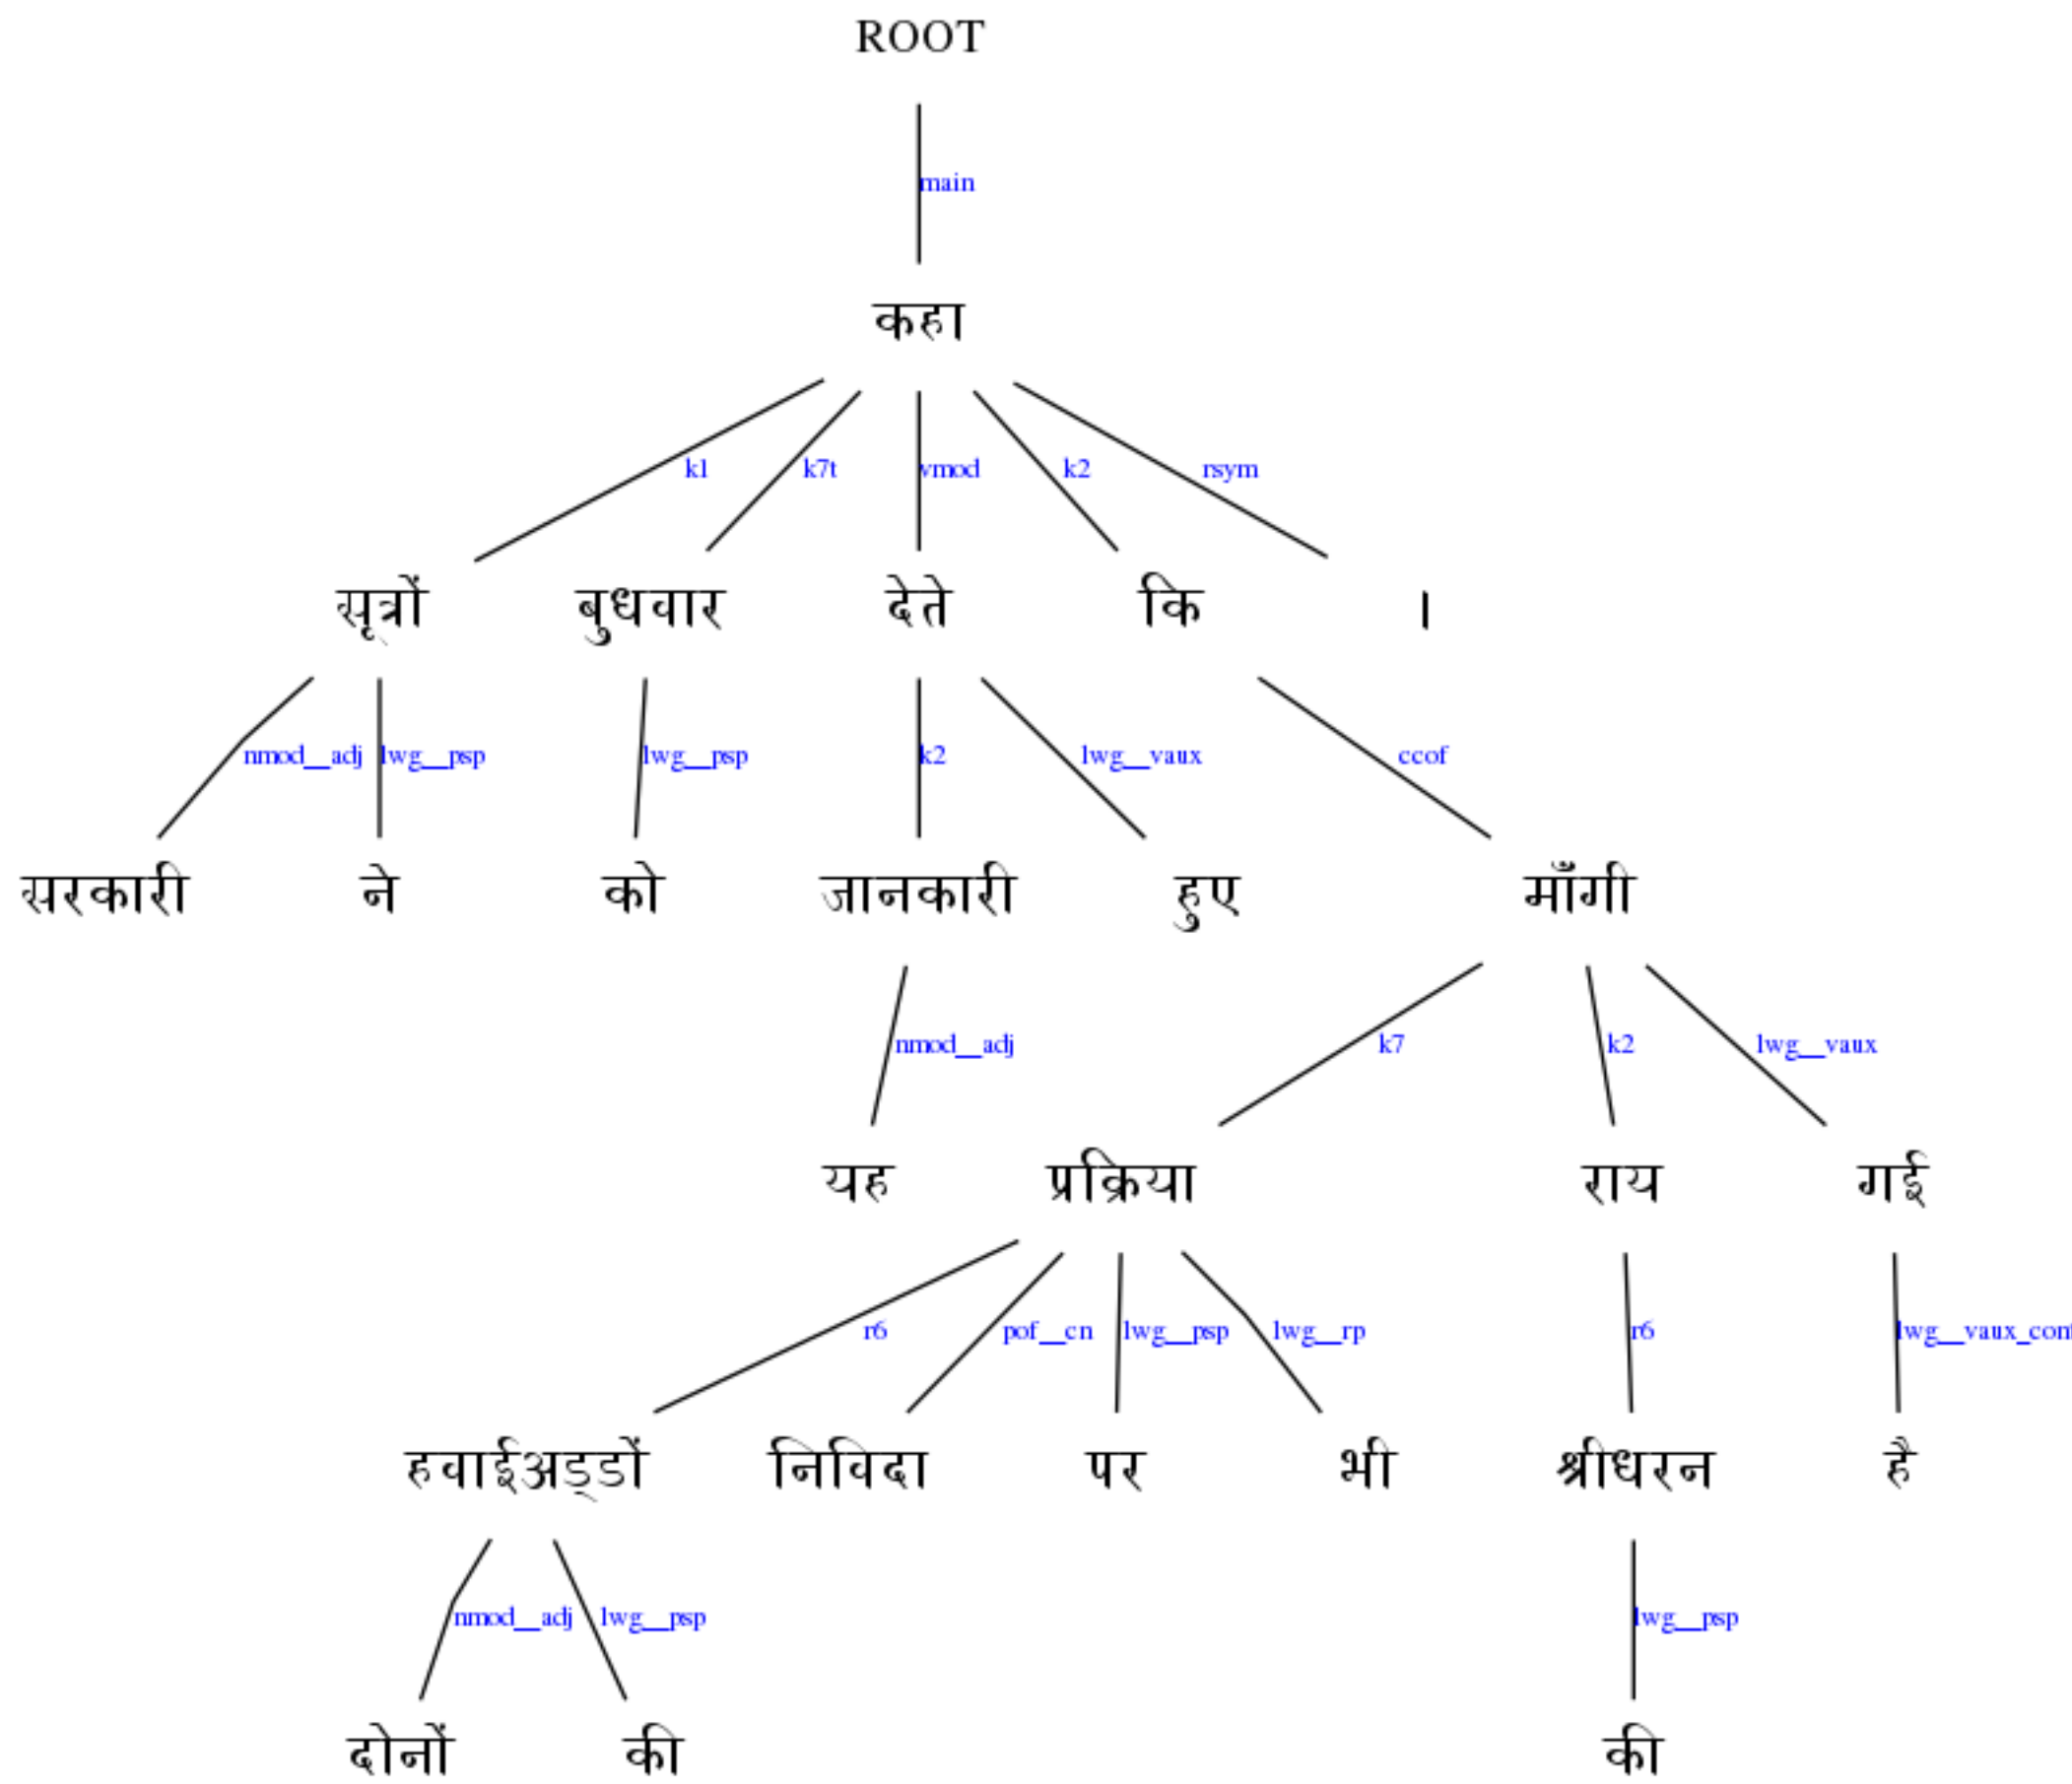 ROOT
main
कहा
k1 k7t vmod k2 rsym
सूत्रों बुधवार देते कि ।
nmod__adj lwg__psp lwg__psp k2 lwg__vaux ccof
सरकारी ने को जानकारी हुए माँगी
nmod__adj k7 k2 lwg__vaux
यह प्रक्रिया राय गई
r6 pof__cn lwg__psp lwg__rp r6 lwg__vaux_cont
हवाईअड्डों निविदा पर भी श्रीधरन है
nmod__adj lwg__psp lwg__psp
दोनों की की